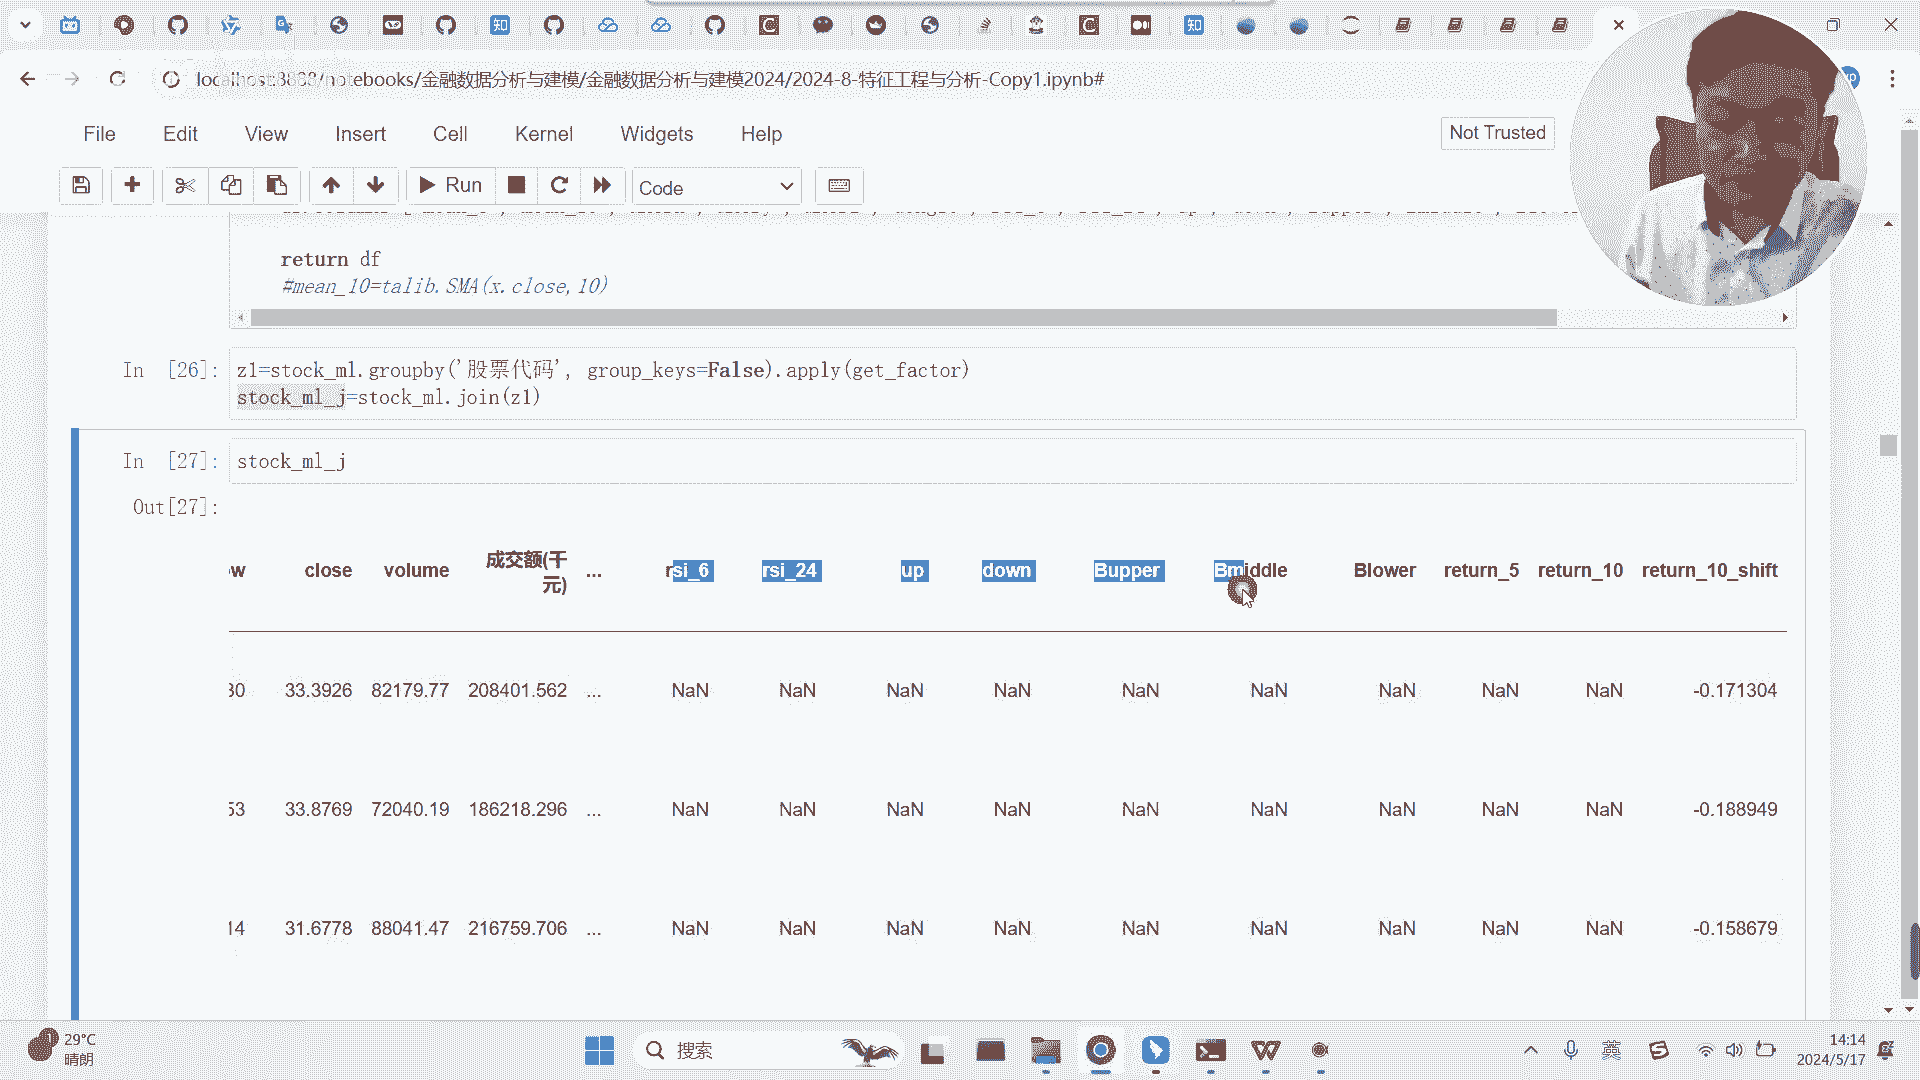 localhost:8888/notebooks/金融数据分析与建模/金融数据分析与建模2024/2024-8-特征工程与分析-Copy1.ipynb#
File Edit View Insert Cell Kernel Widgets Help
Not Trusted
Run Code
return df
#mean_10=talib.SMA(x.close,10)
In [26]: z1=stock_ml.groupby('股票代码', group_keys=False).apply(get_factor)
stock_ml_j=stock_ml.join(z1)
In [27]: stock_ml_j
Out[27]:
ow close volume 成交额(千元) ... rsi_6 rsi_24 up down Bupper Bmiddle Blower return_5 return_10 return_10_shift
30 33.3926 82179.77 208401.562 ... NaN NaN NaN NaN NaN NaN NaN NaN NaN -0.171304
53 33.8769 72040.19 186218.296 ... NaN NaN NaN NaN NaN NaN NaN NaN NaN -0.188949
14 31.6778 88041.47 216759.706 ... NaN NaN NaN NaN NaN NaN NaN NaN NaN -0.158679
29°C
晴朗
搜索
英
14:14
2024/5/17